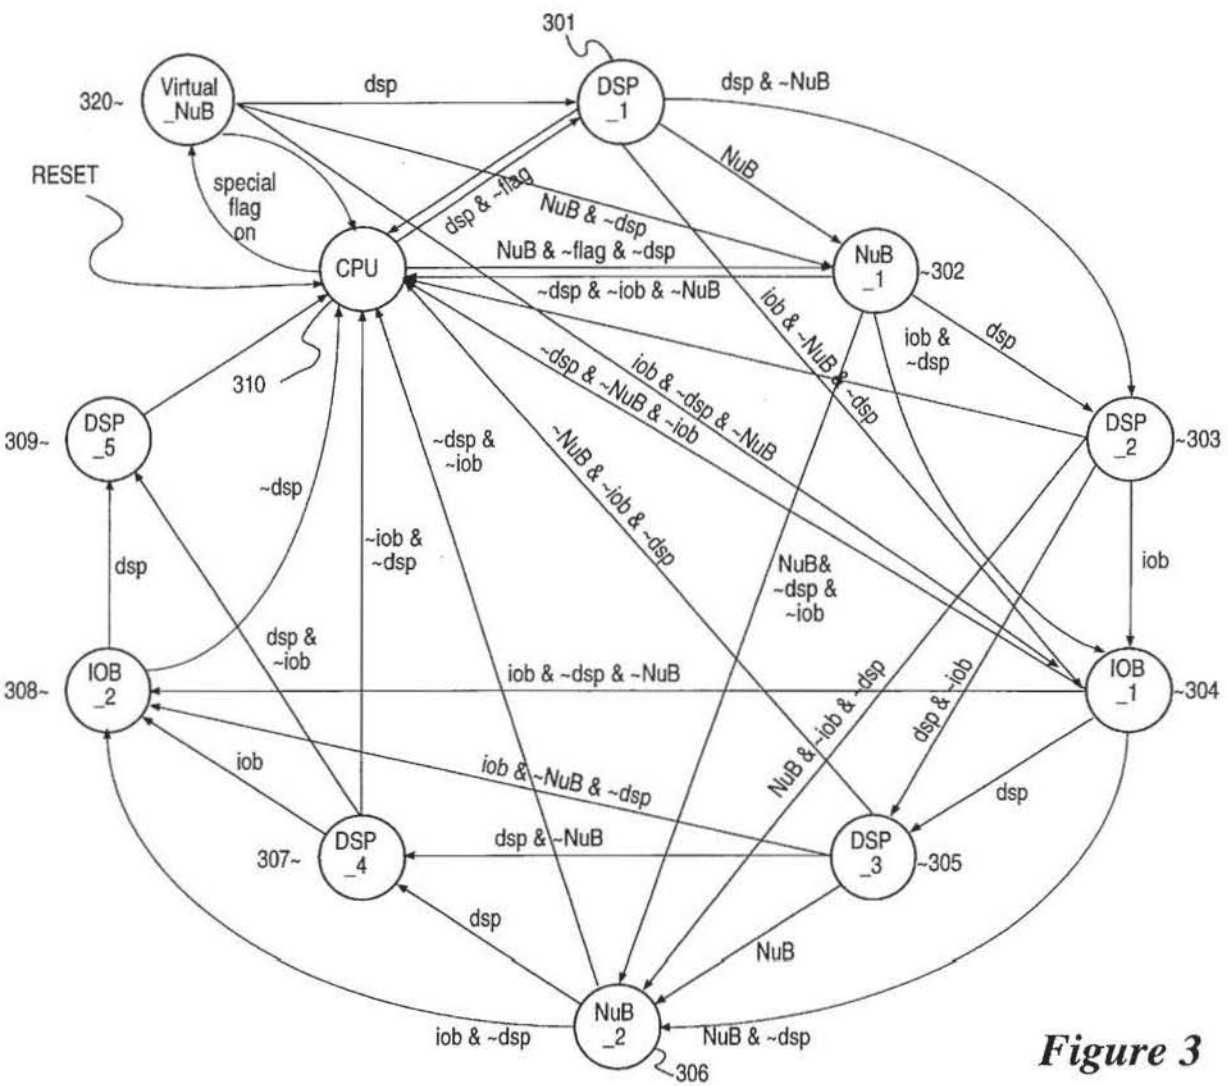 301
Virtual
_NuB
320~
dsp
DSP
_1
dsp & ~NuB
RESET
special
flag
on
dsp & ~flag
NuB
NuB & ~dsp
CPU
NuB & ~flag & ~dsp
~dsp & ~iob & ~NuB
NuB
_1
~302
iob & ~NuB & ~dsp
iob &
~dsp
dsp
310
~dsp & ~NuB & ~iob
iob & ~dsp & ~NuB
309~
DSP
_5
DSP
_2
~303
~dsp &
~iob
~NuB & ~iob & ~dsp
~dsp
~iob &
~dsp
dsp
NuB&
~dsp &
~iob
iob
dsp &
~iob
308~
IOB
_2
iob & ~dsp & ~NuB
NuB & ~iob & ~dsp
dsp & ~iob
IOB
_1
~304
iob
iob & ~NuB & ~dsp
dsp
307~
DSP
_4
dsp & ~NuB
DSP
_3
~305
dsp
NuB
NuB
_2
iob & ~dsp
NuB & ~dsp
~306
Figure 3